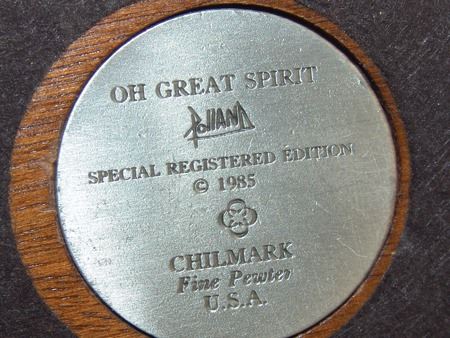 OH GREAT SPIRIT
Polland
SPECIAL REGISTERED EDITION
© 1985
CHILMARK
Fine Pewter
U.S.A.